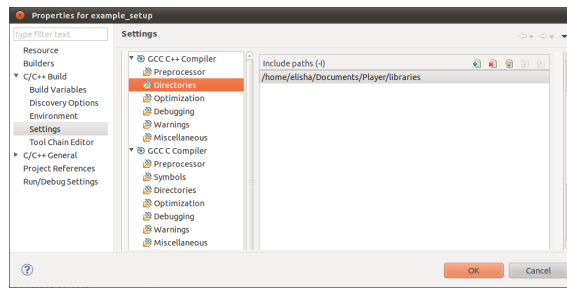 Properties for example_setup
type filter text
Resource
Builders
C/C++ Build
Build Variables
Discovery Options
Environment
Settings
Tool Chain Editor
C/C++ General
Project References
Run/Debug Settings
Settings
GCC C++ Compiler
Preprocessor
Directories
Optimization
Debugging
Warnings
Miscellaneous
GCC C Compiler
Preprocessor
Symbols
Directories
Optimization
Debugging
Warnings
Miscellaneous
Include paths (-I)
/home/elisha/Documents/Player/libraries
OK
Cancel